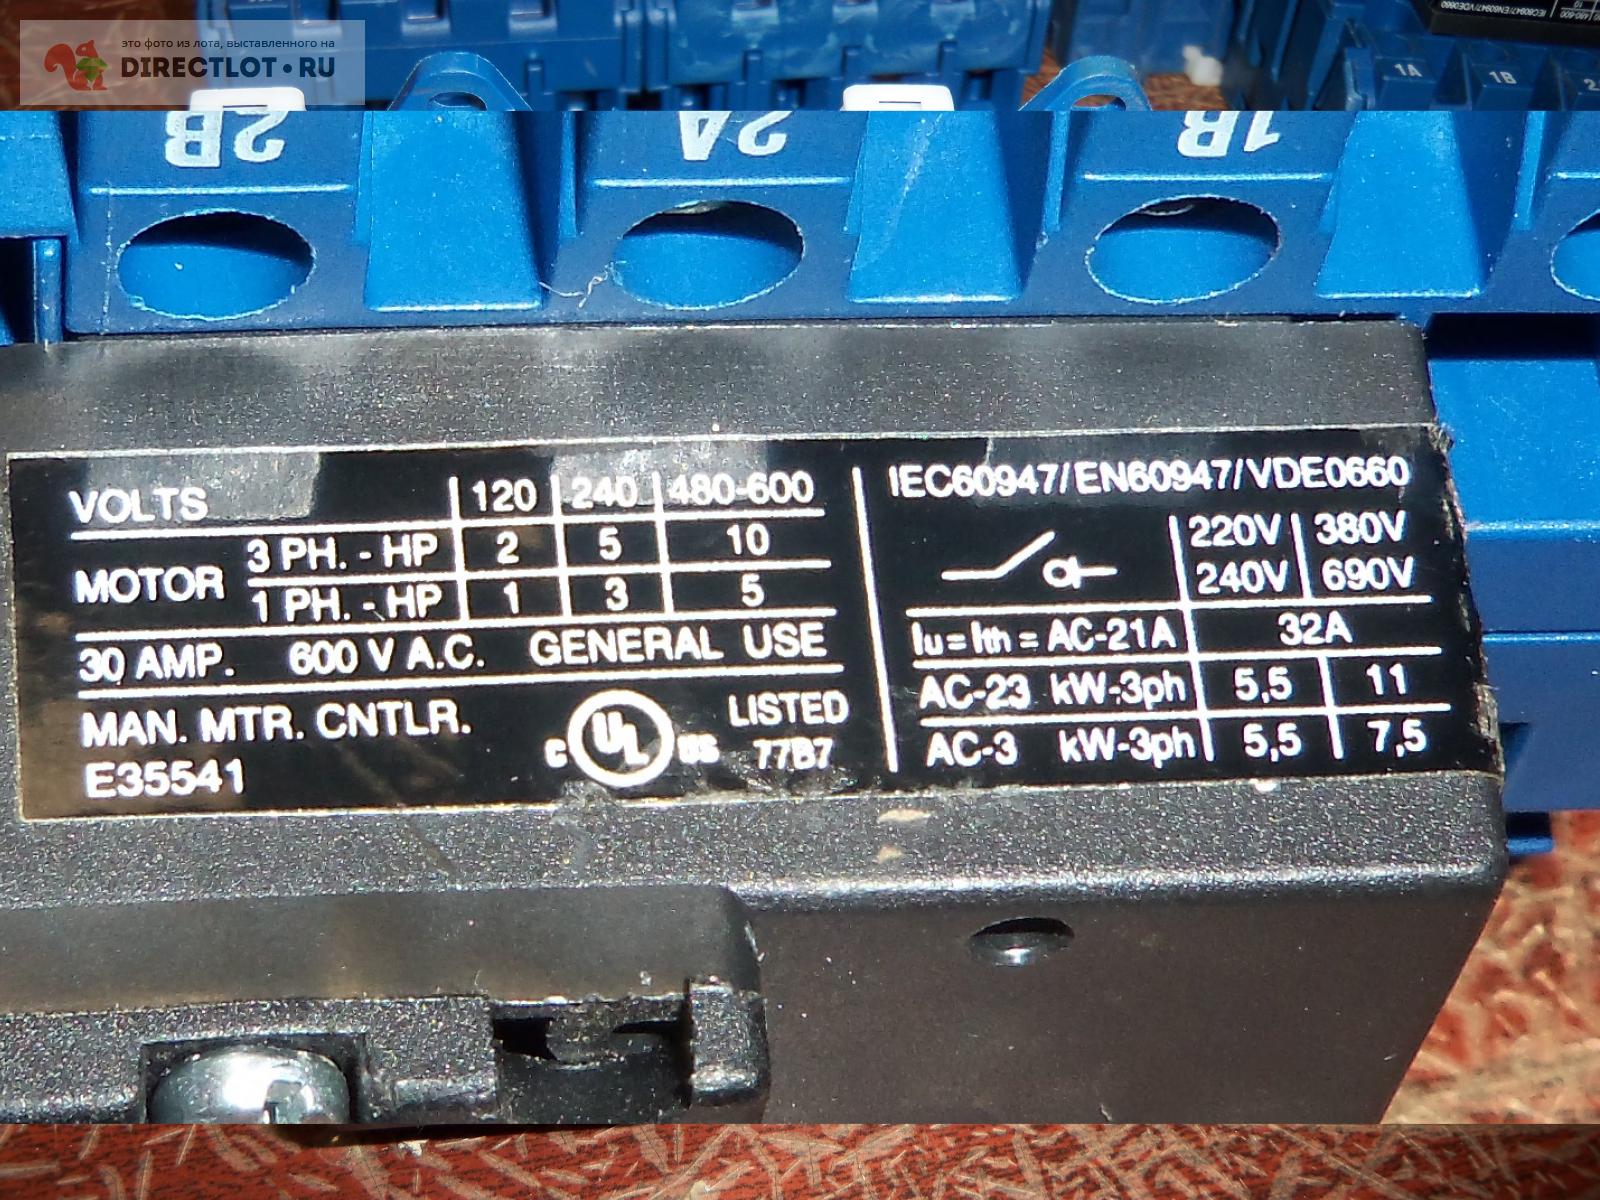 это фото из лота, выставленного на
DIRECTLOT•RU
1A 1B
2B 2A 1B
VOLTS 120 240 480-600
MOTOR 3 PH. - HP 2 5 10
1 PH. - HP 1 3 5
30 AMP. 600 V A.C. GENERAL USE
MAN. MTR. CNTLR.
E35541
c UL us LISTED
77B7
IEC60947/EN60947/VDE0660
220V 380V
240V 690V
Iu = Ith = AC-21A 32A
AC-23 kW-3ph 5,5 11
AC-3 kW-3ph 5,5 7,5